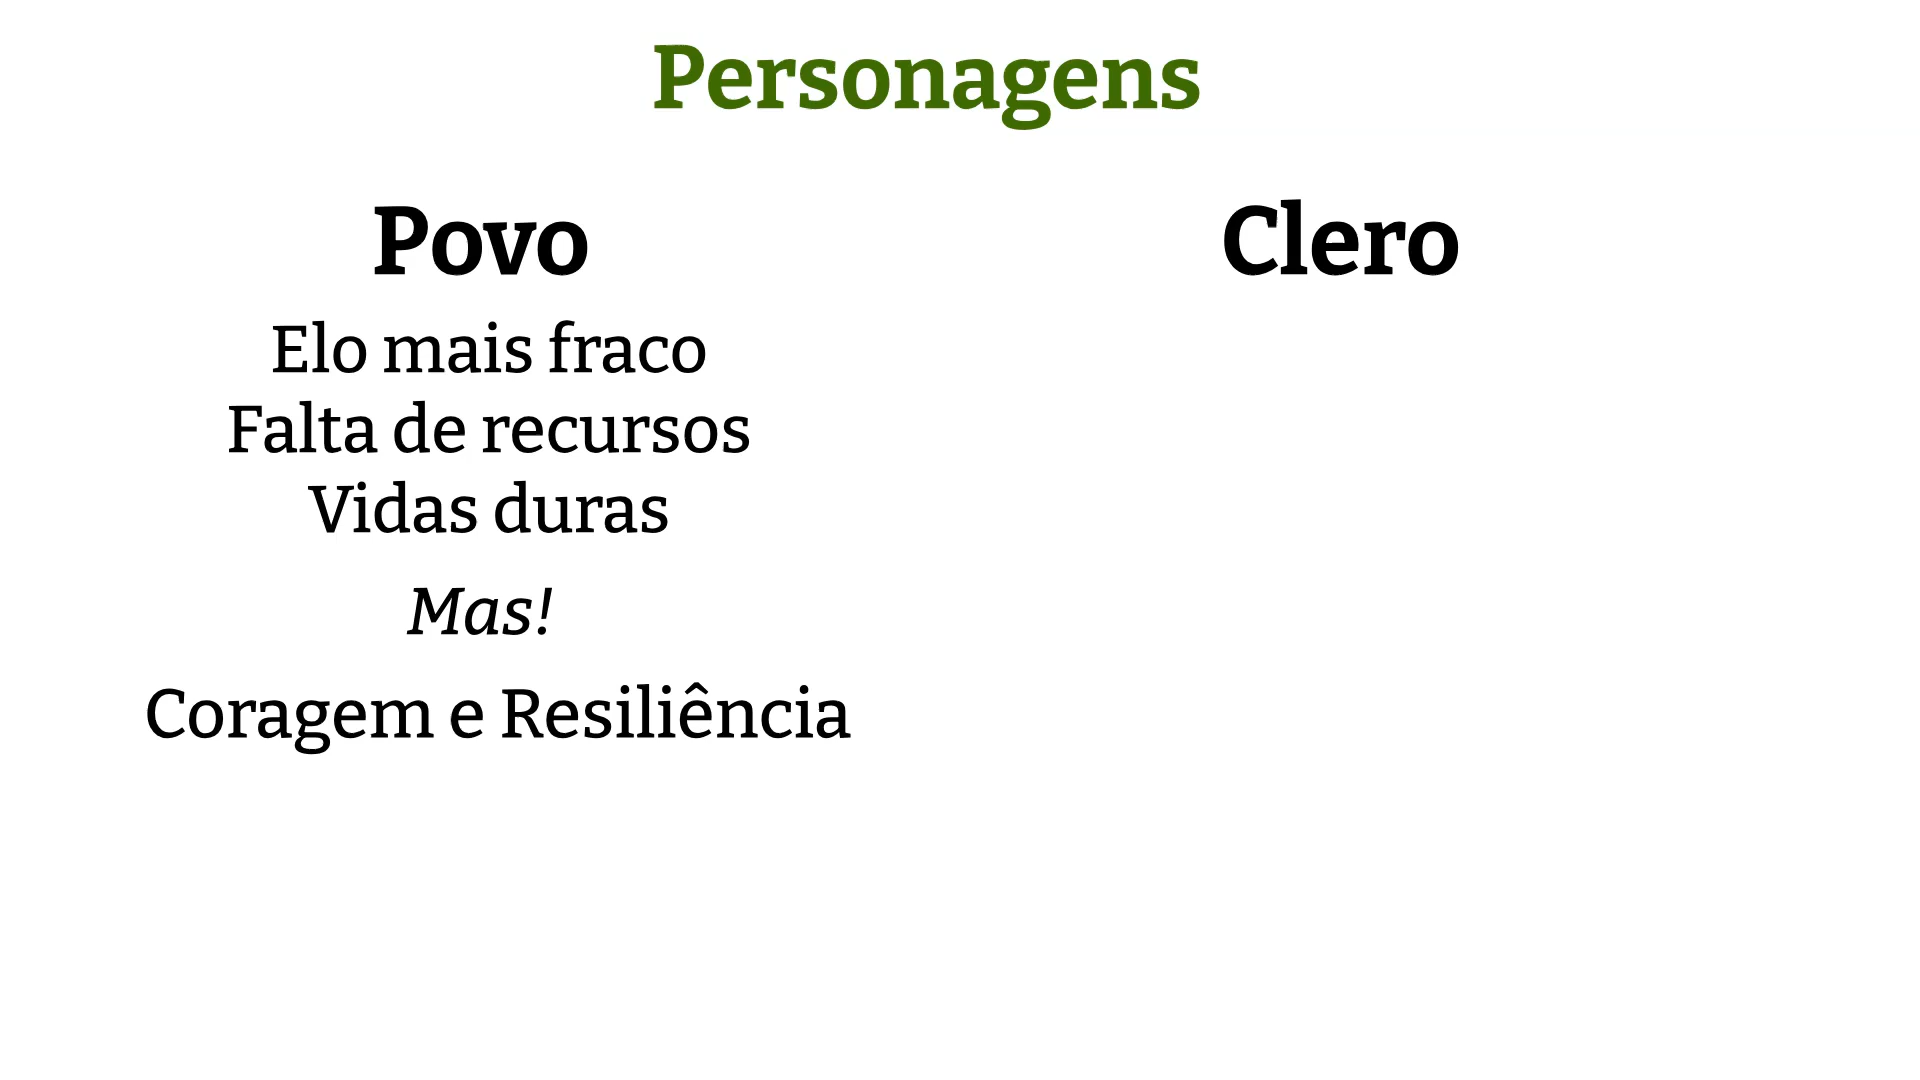 Personagens
Povo
Elo mais fraco
Falta de recursos
Vidas duras
Mas!
Coragem e Resiliência
Clero